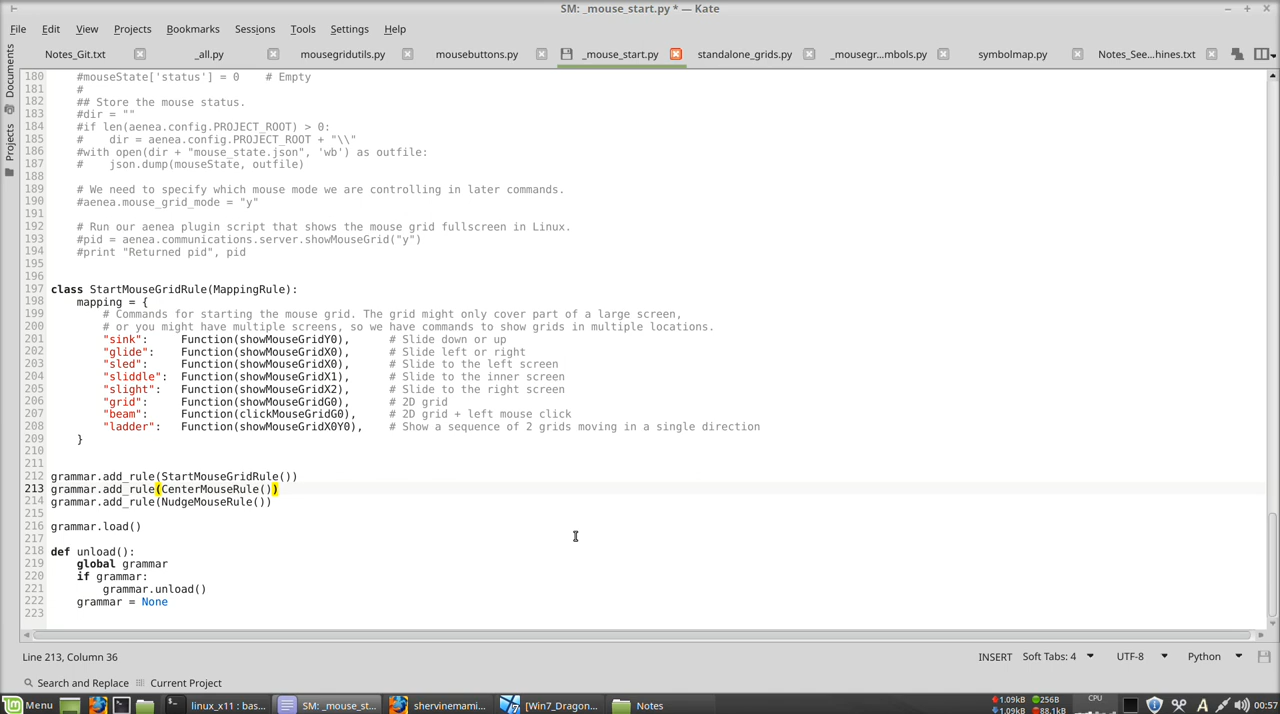 SM: _mouse_start.py * — Kate
File Edit View Projects Bookmarks Sessions Tools Settings Help
Notes_Git.txt _all.py mousegridutils.py mousebuttons.py _mouse_start.py standalone_grids.py _mousegr...mbols.py symbolmap.py Notes_See...hines.txt
Documents
Projects
180 #mouseState['status'] = 0 # Empty
181 #
182 ## Store the mouse status.
183 #dir = ""
184 #if len(aenea.config.PROJECT_ROOT) > 0:
185 # dir = aenea.config.PROJECT_ROOT + "\\"
186 #with open(dir + "mouse_state.json", 'wb') as outfile:
187 # json.dump(mouseState, outfile)
188
189 # We need to specify which mouse mode we are controlling in later commands.
190 #aenea.mouse_grid_mode = "y"
191
192 # Run our aenea plugin script that shows the mouse grid fullscreen in Linux.
193 #pid = aenea.communications.server.showMouseGrid("y")
194 #print "Returned pid", pid
195
196
197 class StartMouseGridRule(MappingRule):
198 mapping = {
199 # Commands for starting the mouse grid. The grid might only cover part of a large screen,
200 # or you might have multiple screens, so we have commands to show grids in multiple locations.
201 "sink": Function(showMouseGridY0), # Slide down or up
202 "glide": Function(showMouseGridX0), # Slide left or right
203 "sled": Function(showMouseGridX0), # Slide to the left screen
204 "sliddle": Function(showMouseGridX1), # Slide to the inner screen
205 "slight": Function(showMouseGridX2), # Slide to the right screen
206 "grid": Function(showMouseGridG0), # 2D grid
207 "beam": Function(clickMouseGridG0), # 2D grid + left mouse click
208 "ladder": Function(showMouseGridX0Y0), # Show a sequence of 2 grids moving in a single direction
209 }
210
211
212 grammar.add_rule(StartMouseGridRule())
213 grammar.add_rule(CenterMouseRule())
214 grammar.add_rule(NudgeMouseRule())
215
216 grammar.load()
217
218 def unload():
219 global grammar
220 if grammar:
221 grammar.unload()
222 grammar = None
223
Line 213, Column 36 INSERT Soft Tabs: 4 UTF-8 Python
Search and Replace Current Project
Menu linux_x11 : bas... SM: _mouse_st... shervinemami... [Win7_Dragon... Notes 1.09kB 256B CPU 00:57
1.09kB 88.1kB